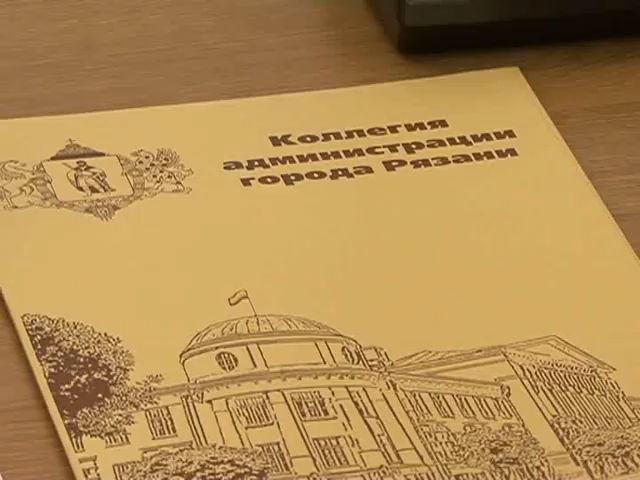 Коллегия
администрации
города Рязани